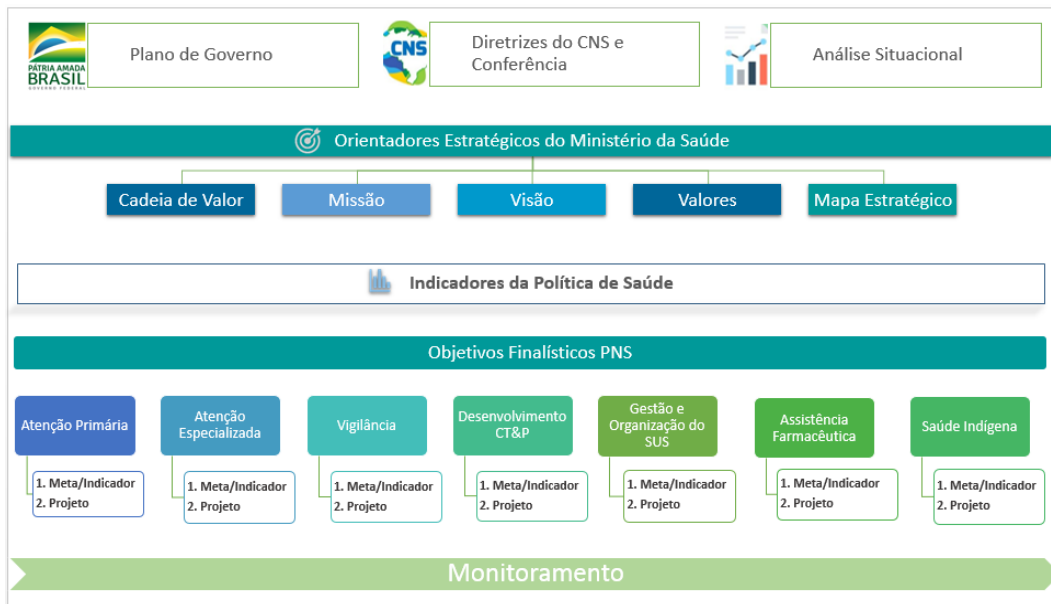 PÁTRIA AMADA
BRASIL
GOVERNO FEDERAL
Plano de Governo
CNS
Diretrizes do CNS e
Conferência
Análise Situacional
Orientadores Estratégicos do Ministério da Saúde
Cadeia de Valor
Missão
Visão
Valores
Mapa Estratégico
Indicadores da Política de Saúde
Objetivos Finalísticos PNS
Atenção Primária
1. Meta/Indicador
2. Projeto
Atenção
Especializada
1. Meta/Indicador
2. Projeto
Vigilância
1. Meta/Indicador
2. Projeto
Desenvolvimento
CT&P
1. Meta/Indicador
2. Projeto
Gestão e
Organização do
SUS
1. Meta/Indicador
2. Projeto
Assistência
Farmacêutica
1. Meta/Indicador
2. Projeto
Saúde Indígena
1. Meta/Indicador
2. Projeto
Monitoramento